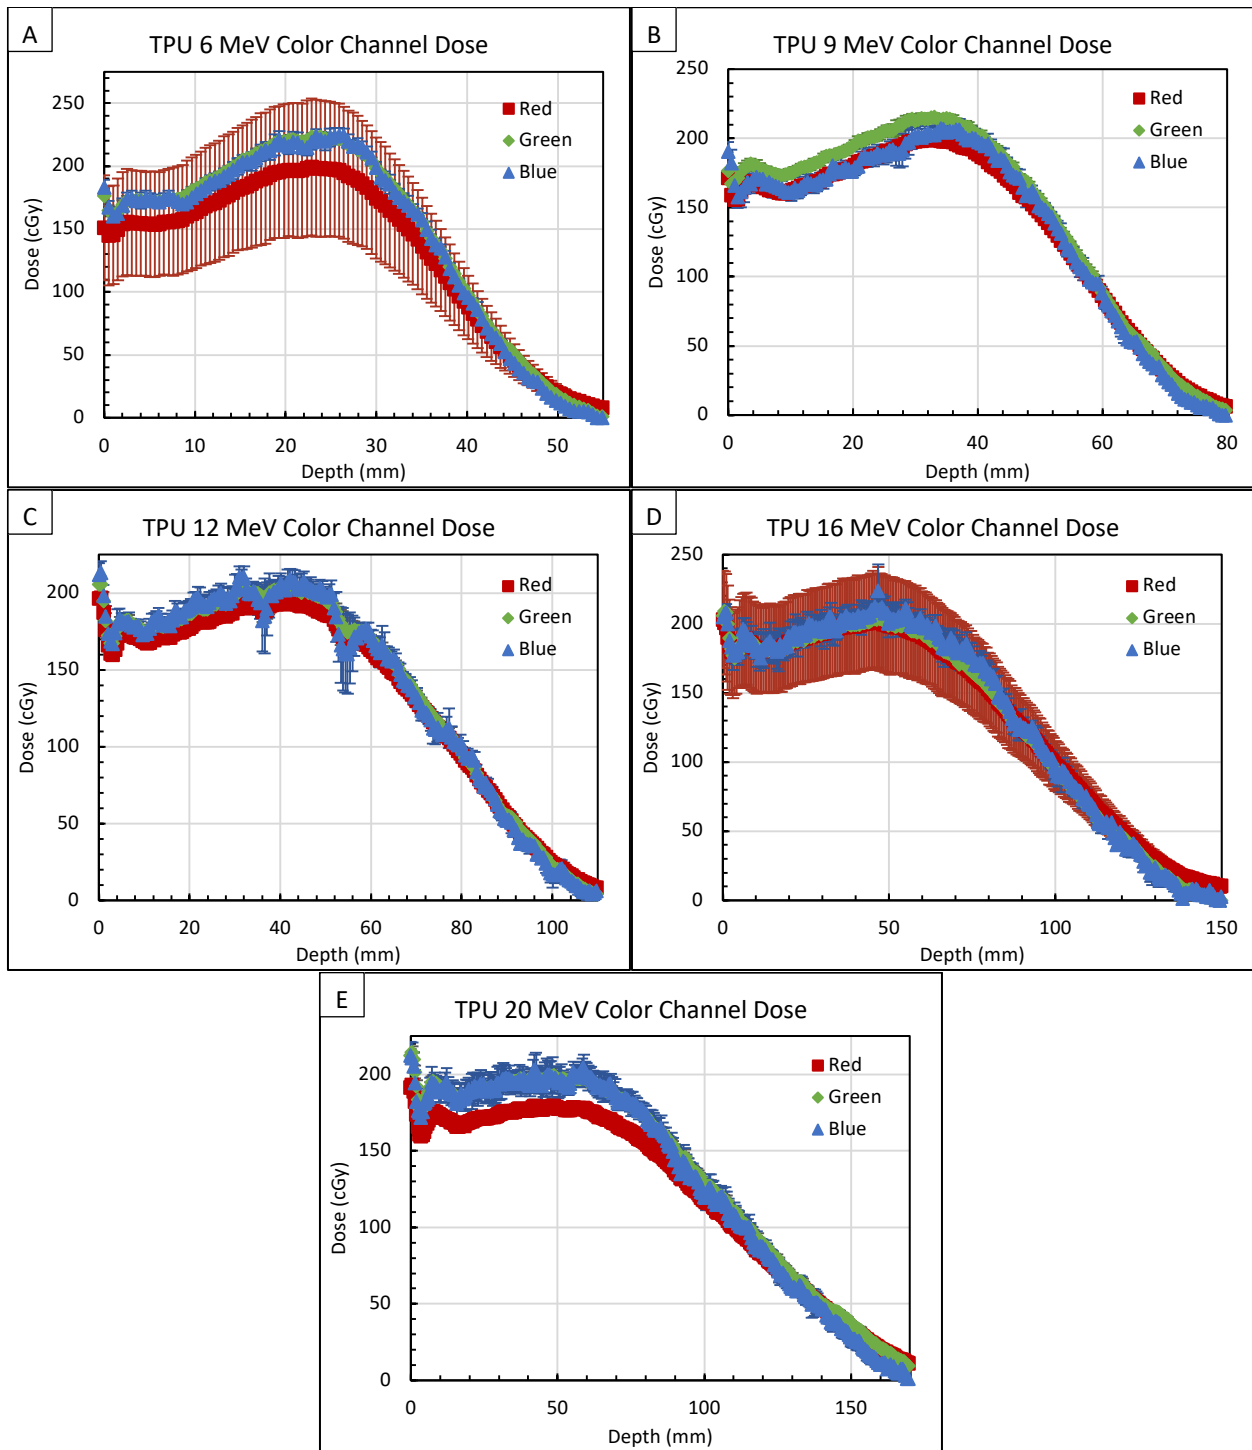 A
TPU 6 MeV Color Channel Dose
Dose (cGy)
250
200
150
100
50
0
Red
Green
Blue
0 10 20 30 40 50
Depth (mm)
B
TPU 9 MeV Color Channel Dose
Dose (cGy)
250
200
150
100
50
0
Red
Green
Blue
0 20 40 60 80
Depth (mm)
C
TPU 12 MeV Color Channel Dose
Dose (cGy)
200
150
100
50
0
Red
Green
Blue
0 20 40 60 80 100
Depth (mm)
D
TPU 16 MeV Color Channel Dose
Dose (cGy)
250
200
150
100
50
0
Red
Green
Blue
0 50 100 150
Depth (mm)
E
TPU 20 MeV Color Channel Dose
Dose (cGy)
200
150
100
50
0
Red
Green
Blue
0 50 100 150
Depth (mm)